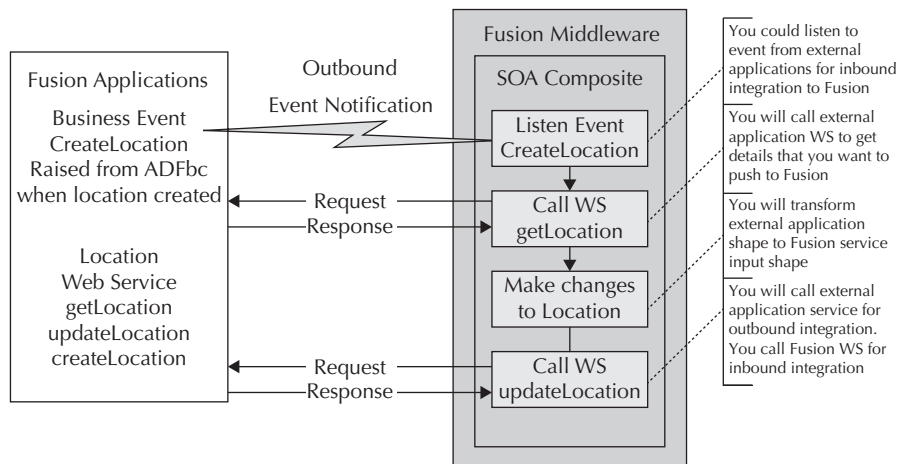 Fusion Applications
Business Event
CreateLocation
Raised from ADFbc
when location created
Location
Web Service
getLocation
updateLocation
createLocation
Outbound
Event Notification
Request
Response
Request
Response
Fusion Middleware
SOA Composite
Listen Event
CreateLocation
Call WS
getLocation
Make changes
to Location
Call WS
updateLocation
You could listen to
event from external
applications for inbound
integration to Fusion
You will call external
application WS to get
details that you want to
push to Fusion
You will transform
external application
shape to Fusion service
input shape
You will call external
application service for
outbound integration.
You call Fusion WS for
inbound integration